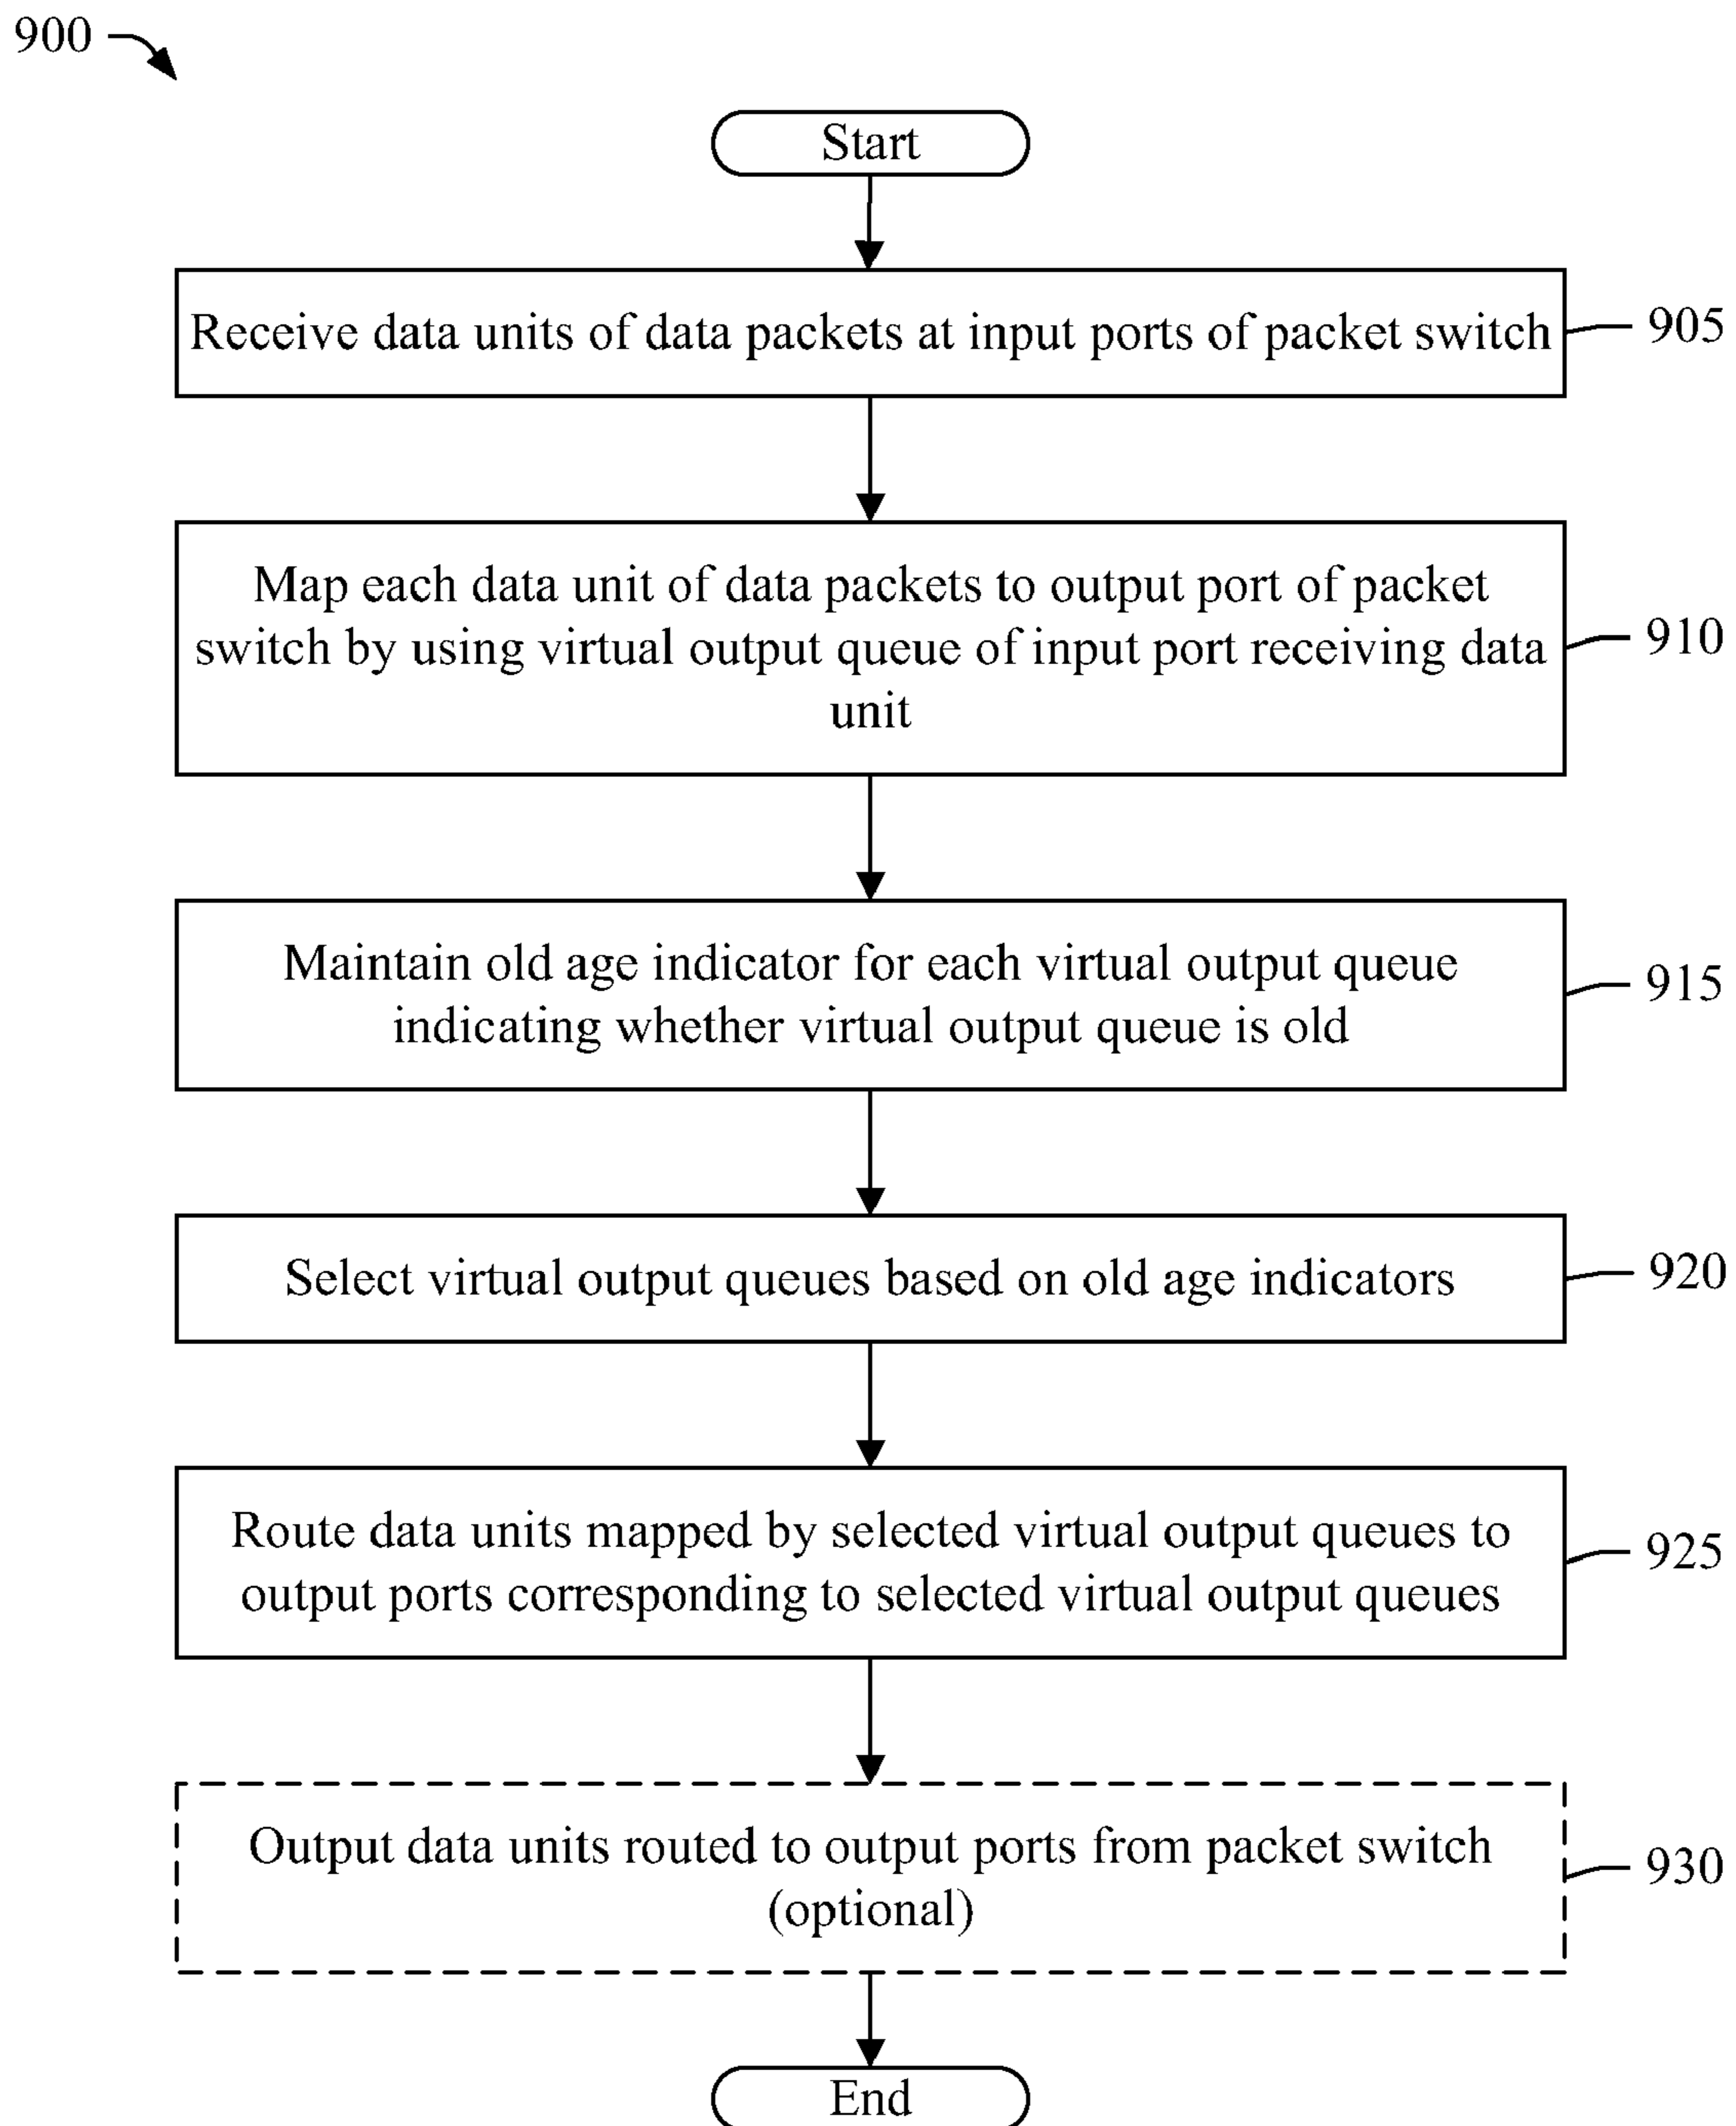 900
Start
Receive data units of data packets at input ports of packet switch
905
Map each data unit of data packets to output port of packet
switch by using virtual output queue of input port receiving data
unit
910
Maintain old age indicator for each virtual output queue
indicating whether virtual output queue is old
915
Select virtual output queues based on old age indicators
920
Route data units mapped by selected virtual output queues to
output ports corresponding to selected virtual output queues
925
Output data units routed to output ports from packet switch
(optional)
930
End